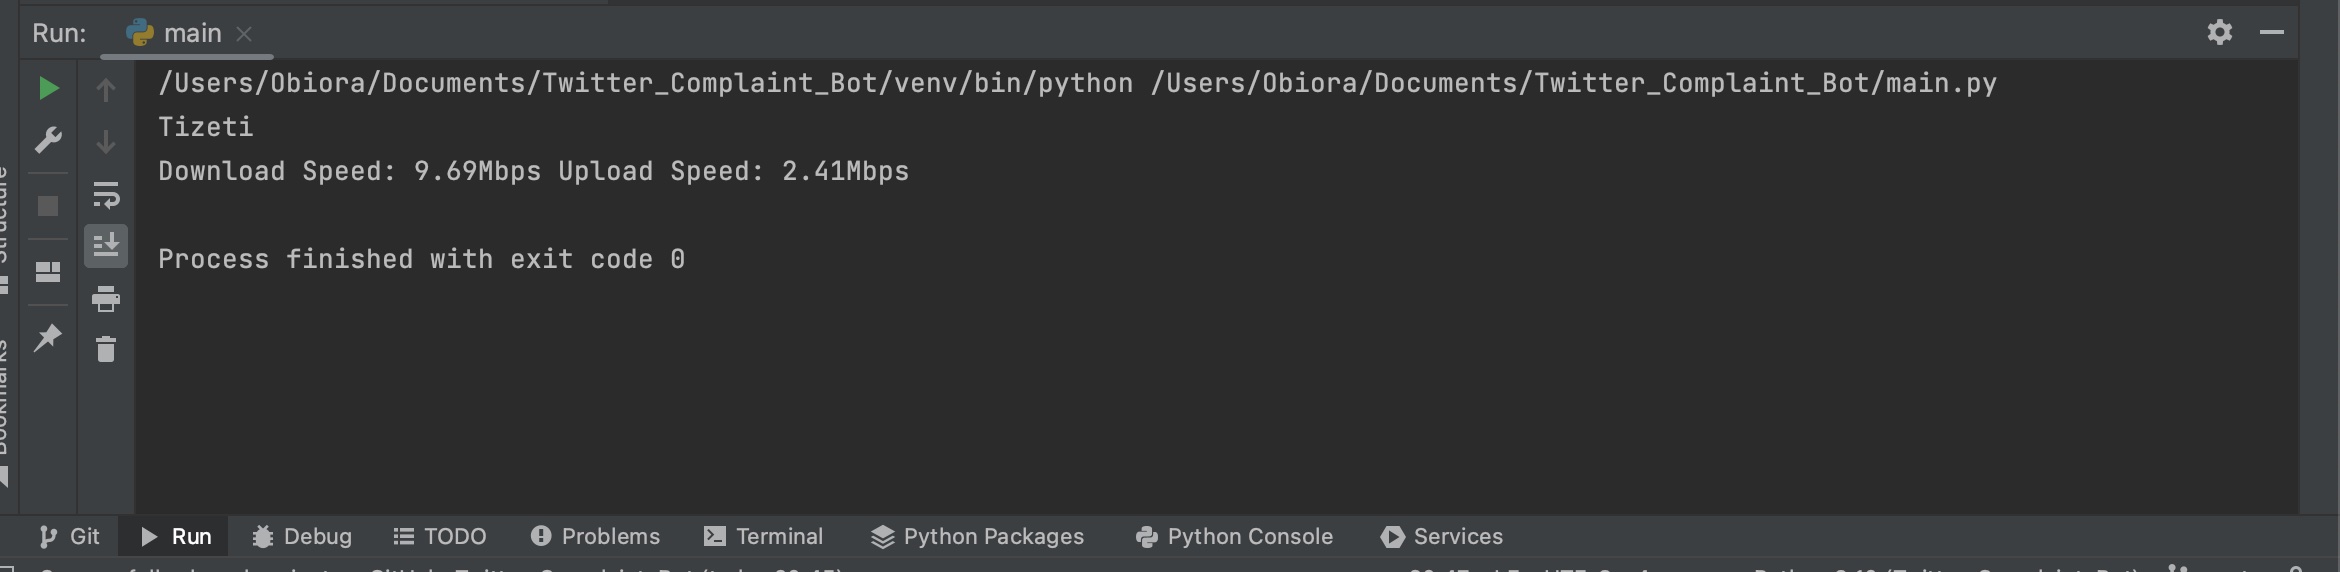 Run: main
/Users/Obiora/Documents/Twitter_Complaint_Bot/venv/bin/python /Users/Obiora/Documents/Twitter_Complaint_Bot/main.py
Tizeti
Download Speed: 9.69Mbps Upload Speed: 2.41Mbps
Process finished with exit code 0
Structure
Bookmarks
Git Run Debug TODO Problems Terminal Python Packages Python Console Services